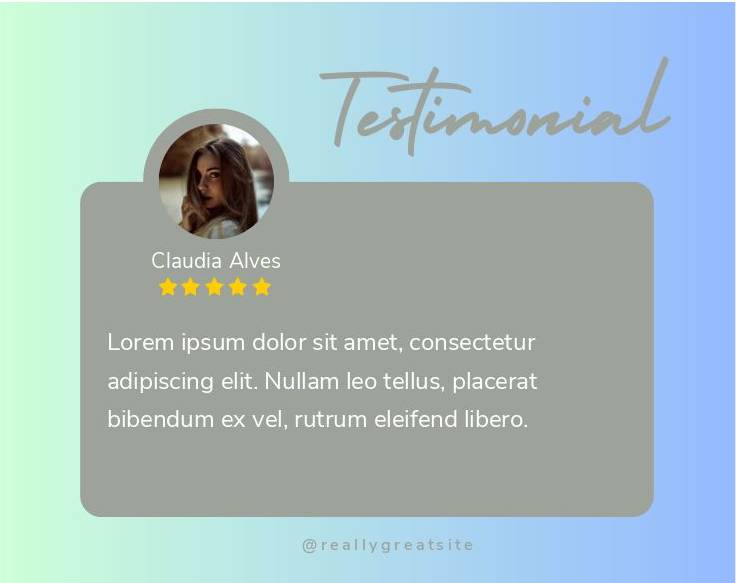 Testimonial
Claudia Alves
Lorem ipsum dolor sit amet, consectetur
adipiscing elit. Nullam leo tellus, placerat
bibendum ex vel, rutrum eleifend libero.
@reallygreatsite